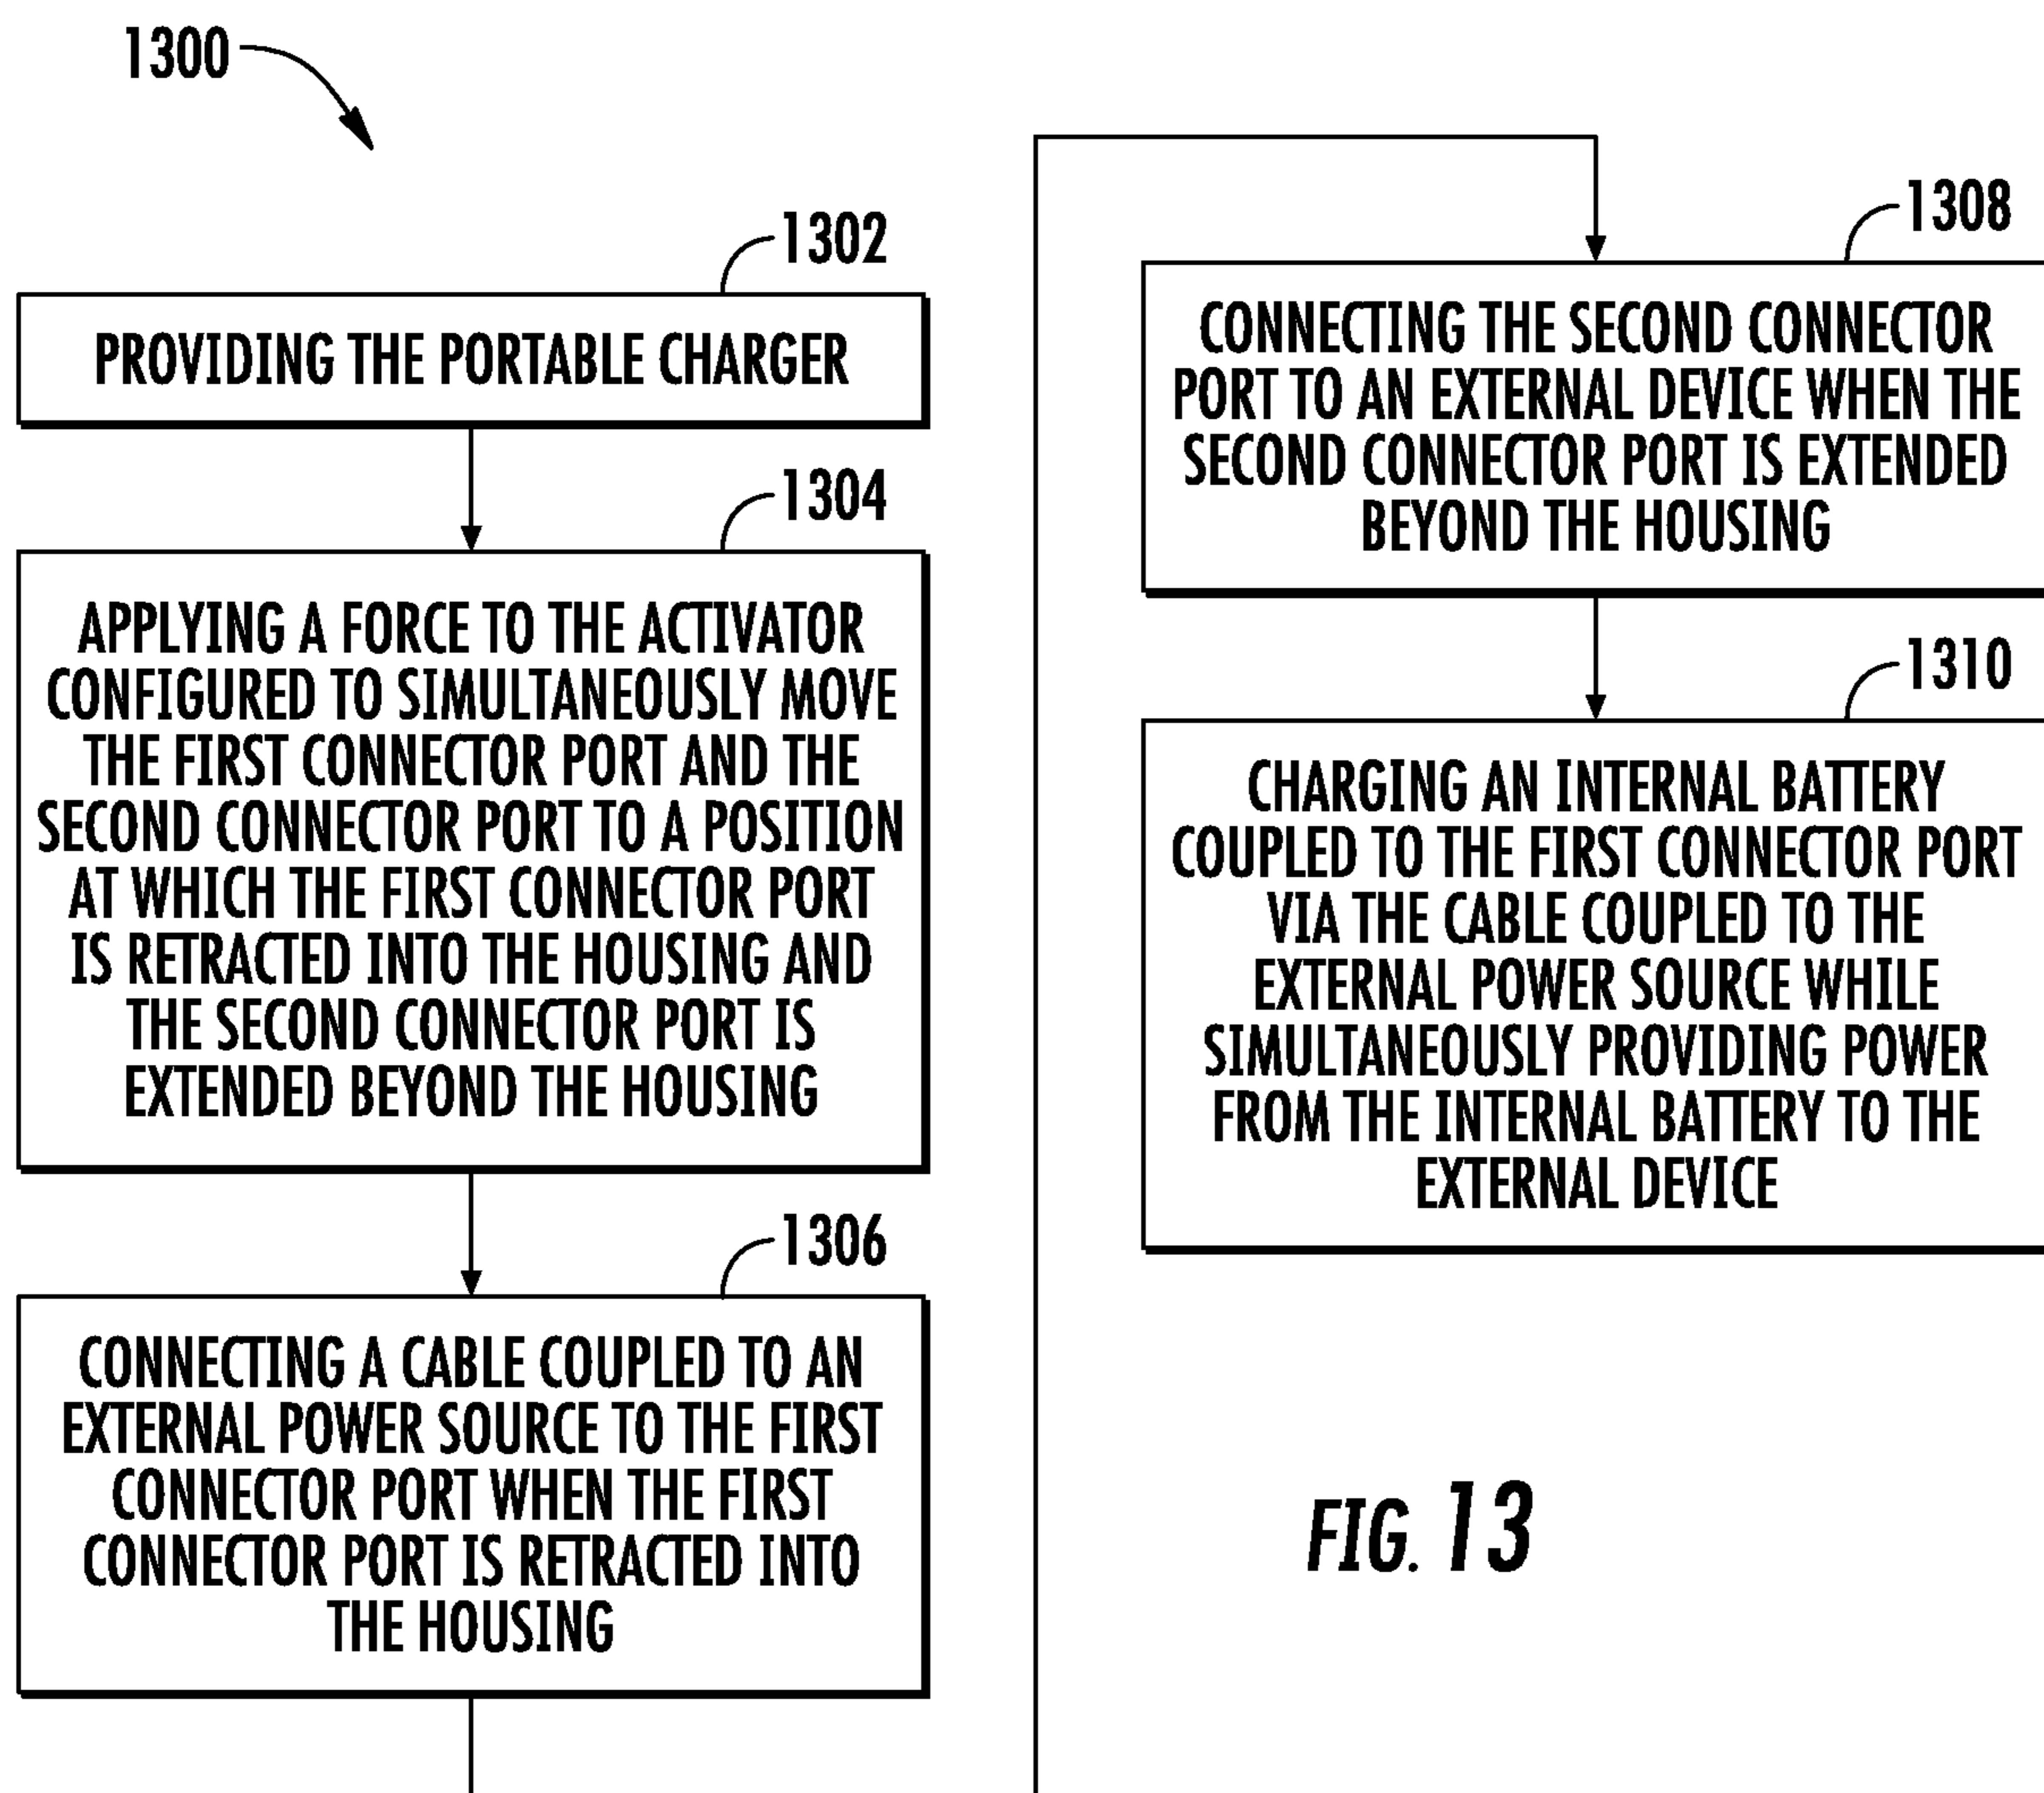 1300
1302
PROVIDING THE PORTABLE CHARGER
1304
APPLYING A FORCE TO THE ACTIVATOR
CONFIGURED TO SIMULTANEOUSLY MOVE
THE FIRST CONNECTOR PORT AND THE
SECOND CONNECTOR PORT TO A POSITION
AT WHICH THE FIRST CONNECTOR PORT
IS RETRACTED INTO THE HOUSING AND
THE SECOND CONNECTOR PORT IS
EXTENDED BEYOND THE HOUSING
1306
CONNECTING A CABLE COUPLED TO AN
EXTERNAL POWER SOURCE TO THE FIRST
CONNECTOR PORT WHEN THE FIRST
CONNECTOR PORT IS RETRACTED INTO
THE HOUSING
1308
CONNECTING THE SECOND CONNECTOR
PORT TO AN EXTERNAL DEVICE WHEN THE
SECOND CONNECTOR PORT IS EXTENDED
BEYOND THE HOUSING
1310
CHARGING AN INTERNAL BATTERY
COUPLED TO THE FIRST CONNECTOR PORT
VIA THE CABLE COUPLED TO THE
EXTERNAL POWER SOURCE WHILE
SIMULTANEOUSLY PROVIDING POWER
FROM THE INTERNAL BATTERY TO THE
EXTERNAL DEVICE
FIG. 13